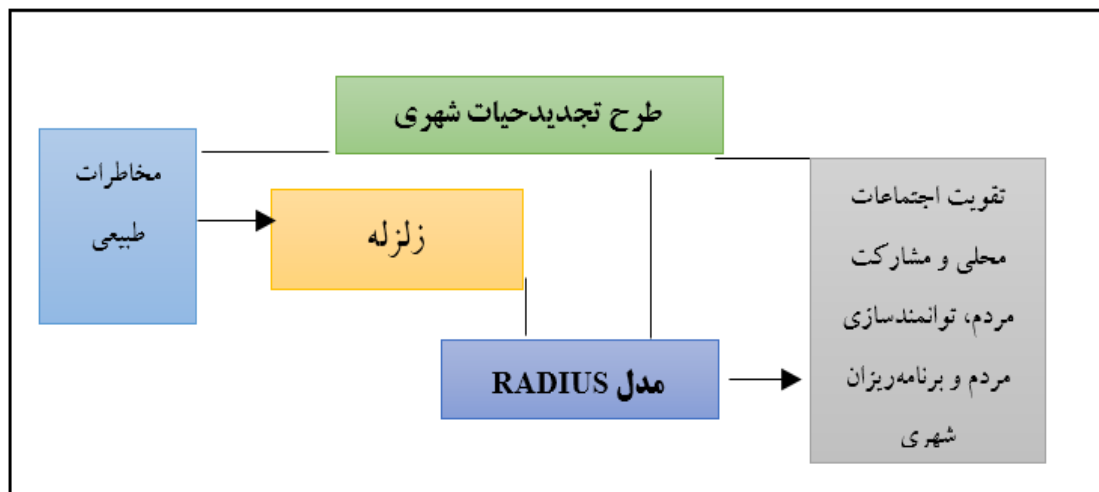 طرح تجدیدحیات شهری
مخاطرات
طبیعی
زلزله
مدل RADIUS
تقویت اجتماعات
محلی و مشارکت
مردم، توانمندسازی
مردم و برنامه‌ریزان
شهری